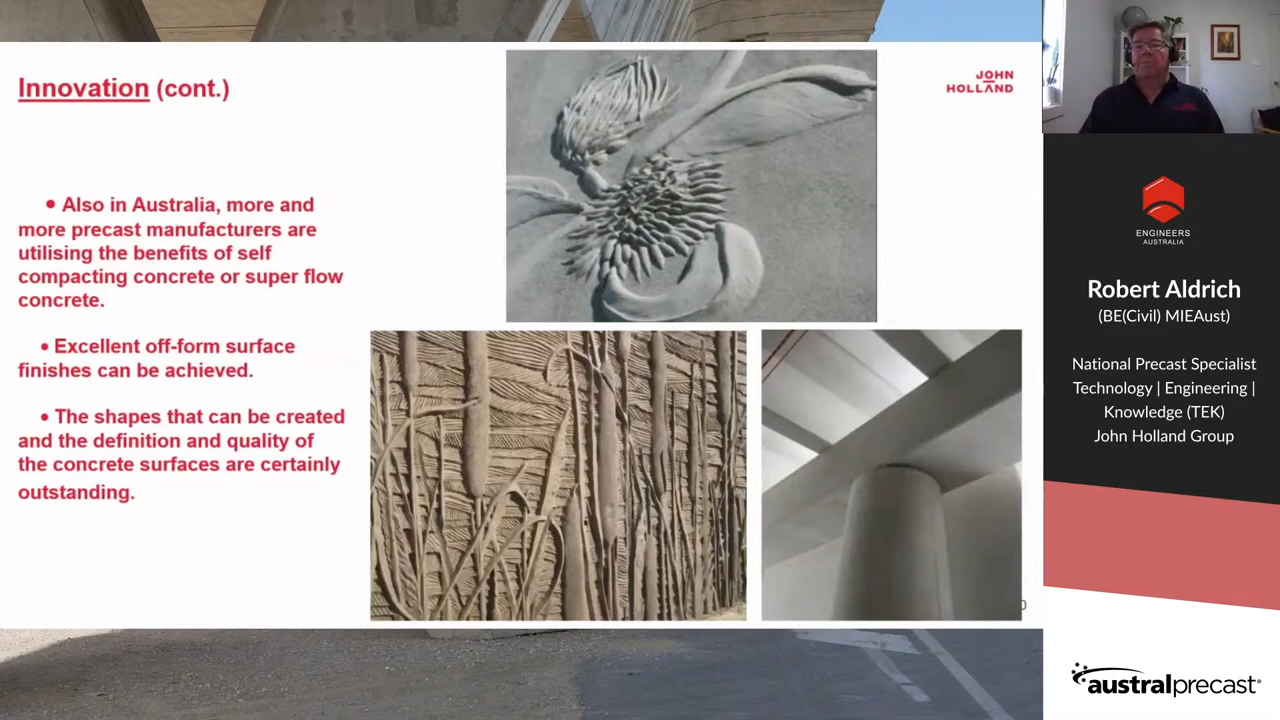 Innovation (cont.)
JOHN
HOLLAND
• Also in Australia, more and
more precast manufacturers are
utilising the benefits of self
compacting concrete or super flow
concrete.
• Excellent off-form surface
finishes can be achieved.
• The shapes that can be created
and the definition and quality of
the concrete surfaces are certainly
outstanding.
ENGINEERS
AUSTRALIA
Robert Aldrich
(BE(Civil) MIEAust)
National Precast Specialist
Technology | Engineering |
Knowledge (TEK)
John Holland Group
australprecast®